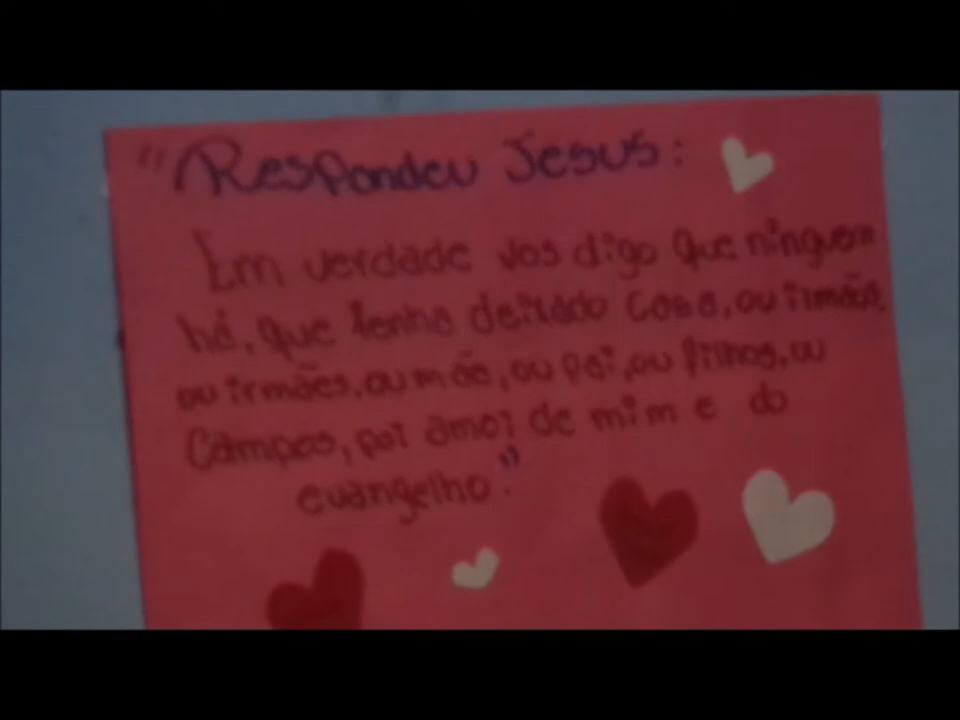 "Respondeu Jesus:
Em verdade vos digo que ninguem
há, que tenha deixado casa, ou irmãos,
ou irmães, ou mãe, ou pai, ou filhos, ou
campos, por amor de mim e do
evangelho".